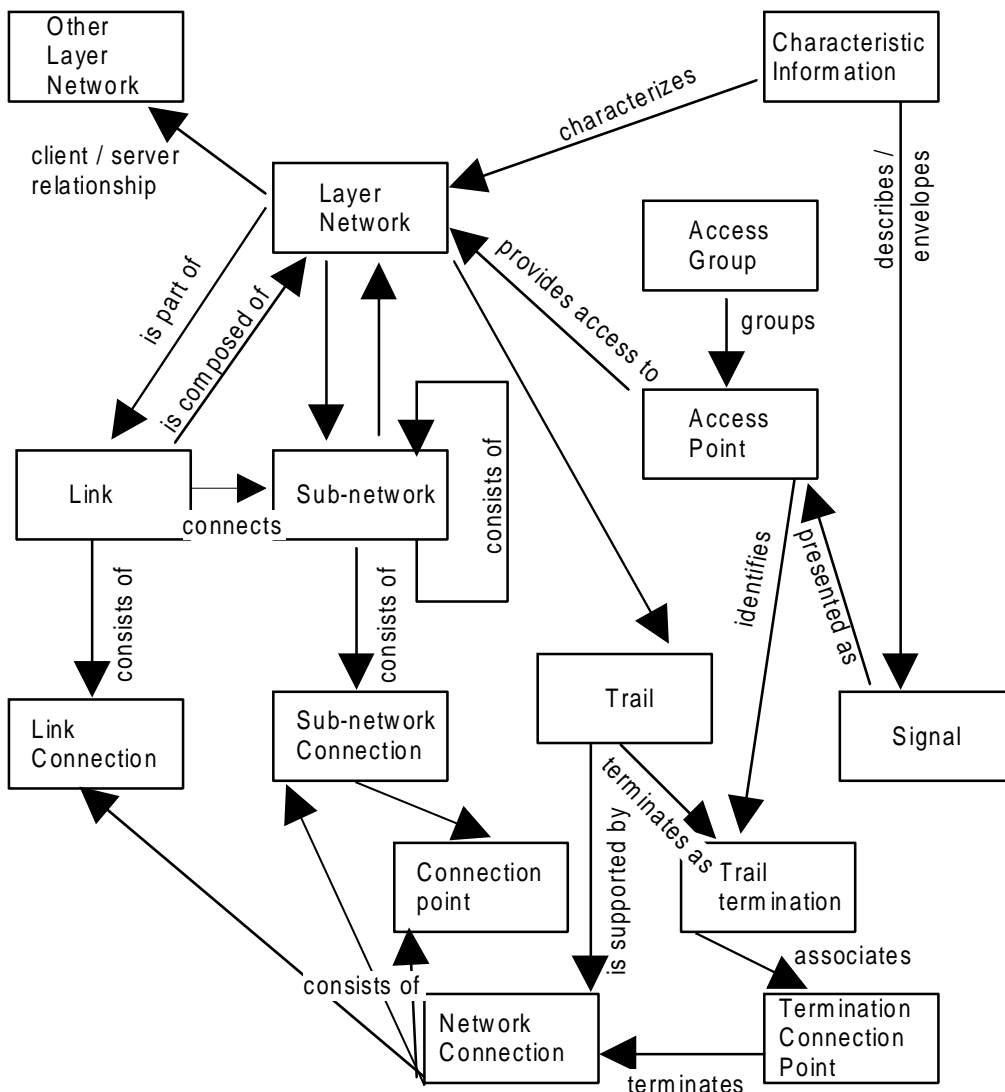 Other
Layer
Network
Characteristic
Information
characterizes
client / server
relationship
Layer
Network
describes /
envelopes
Access
Group
provides access to
is part of
is composed of
groups
Access
Point
Link
Sub-network
consists of
connects
presented as
identifies
consists of
consists of
Link
Connection
Sub-network
Connection
Trail
Signal
terminates as
is supported by
Connection
point
Trail
termination
associates
consists of
Network
Connection
Termination
Connection
Point
terminates